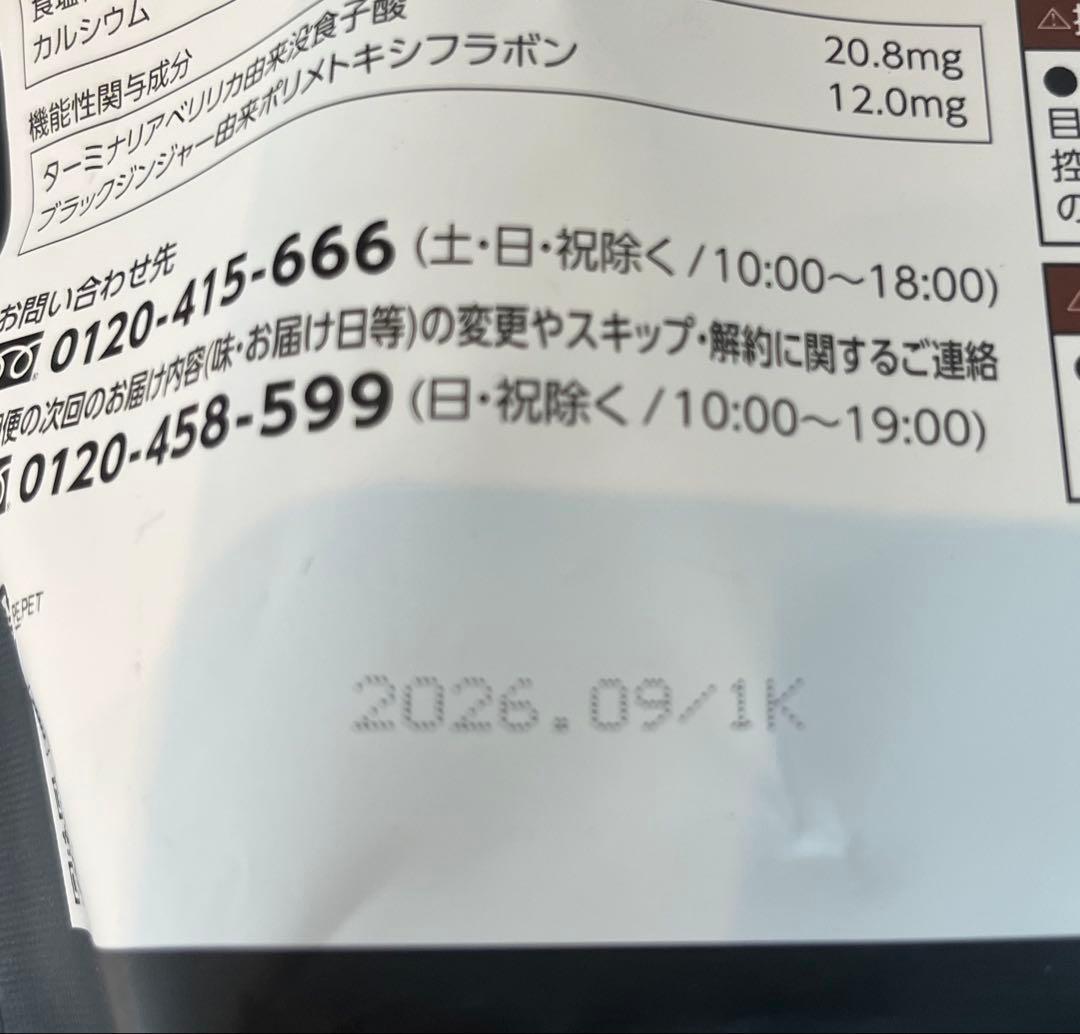 カルシウム
機能性関与成分
ターミナリアベリリカ由来没食子酸 20.8mg
ブラックジンジャー由来ポリメトキシフラボン 12.0mg
お問い合わせ先
0120-415-666 (土・日・祝除く/10:00〜18:00)
便の次回のお届け内容(味・お届け日等)の変更やスキップ・解約に関するご連絡
0120-458-599 (日・祝除く/10:00〜19:00)
PE,PET
2026.09/1K
目
控
の